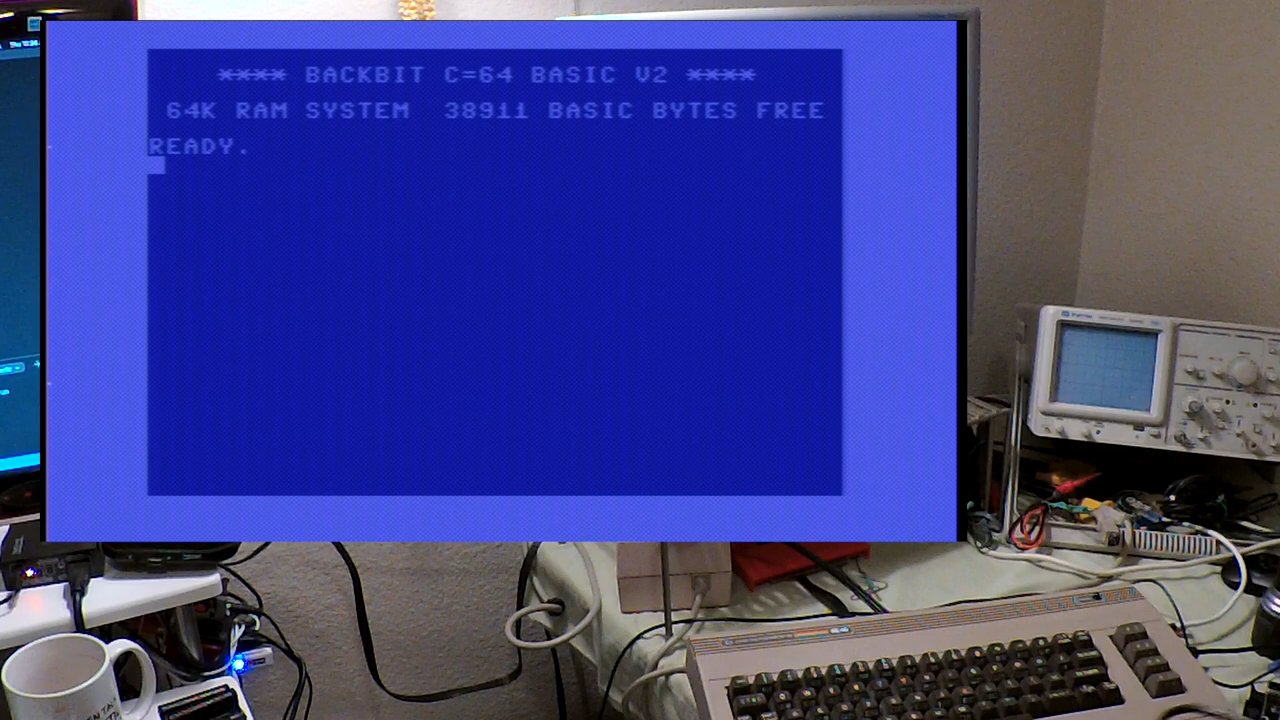 **** BACKBIT C=64 BASIC V2 ****
64K RAM SYSTEM  38911 BASIC BYTES FREE
READY.